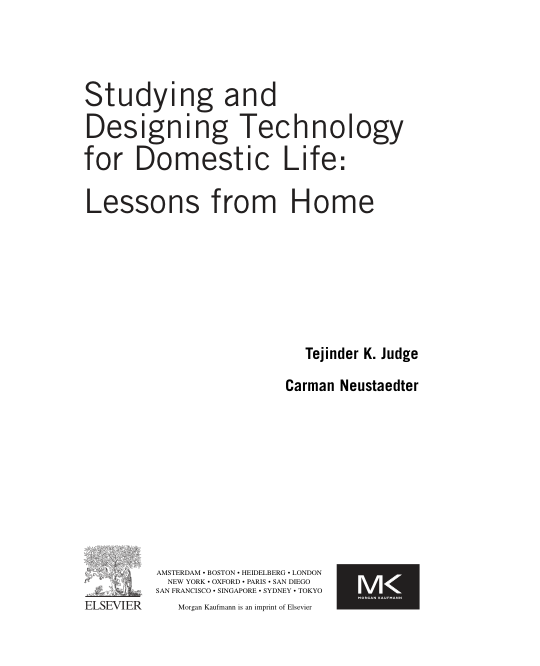 Studying and
Designing Technology
for Domestic Life:
Lessons from Home
Tejinder K. Judge
Carman Neustaedter
ELSEVIER
AMSTERDAM • BOSTON • HEIDELBERG • LONDON
NEW YORK • OXFORD • PARIS • SAN DIEGO
SAN FRANCISCO • SINGAPORE • SYDNEY • TOKYO
Morgan Kaufmann is an imprint of Elsevier
MK
MORGAN KAUFMANN